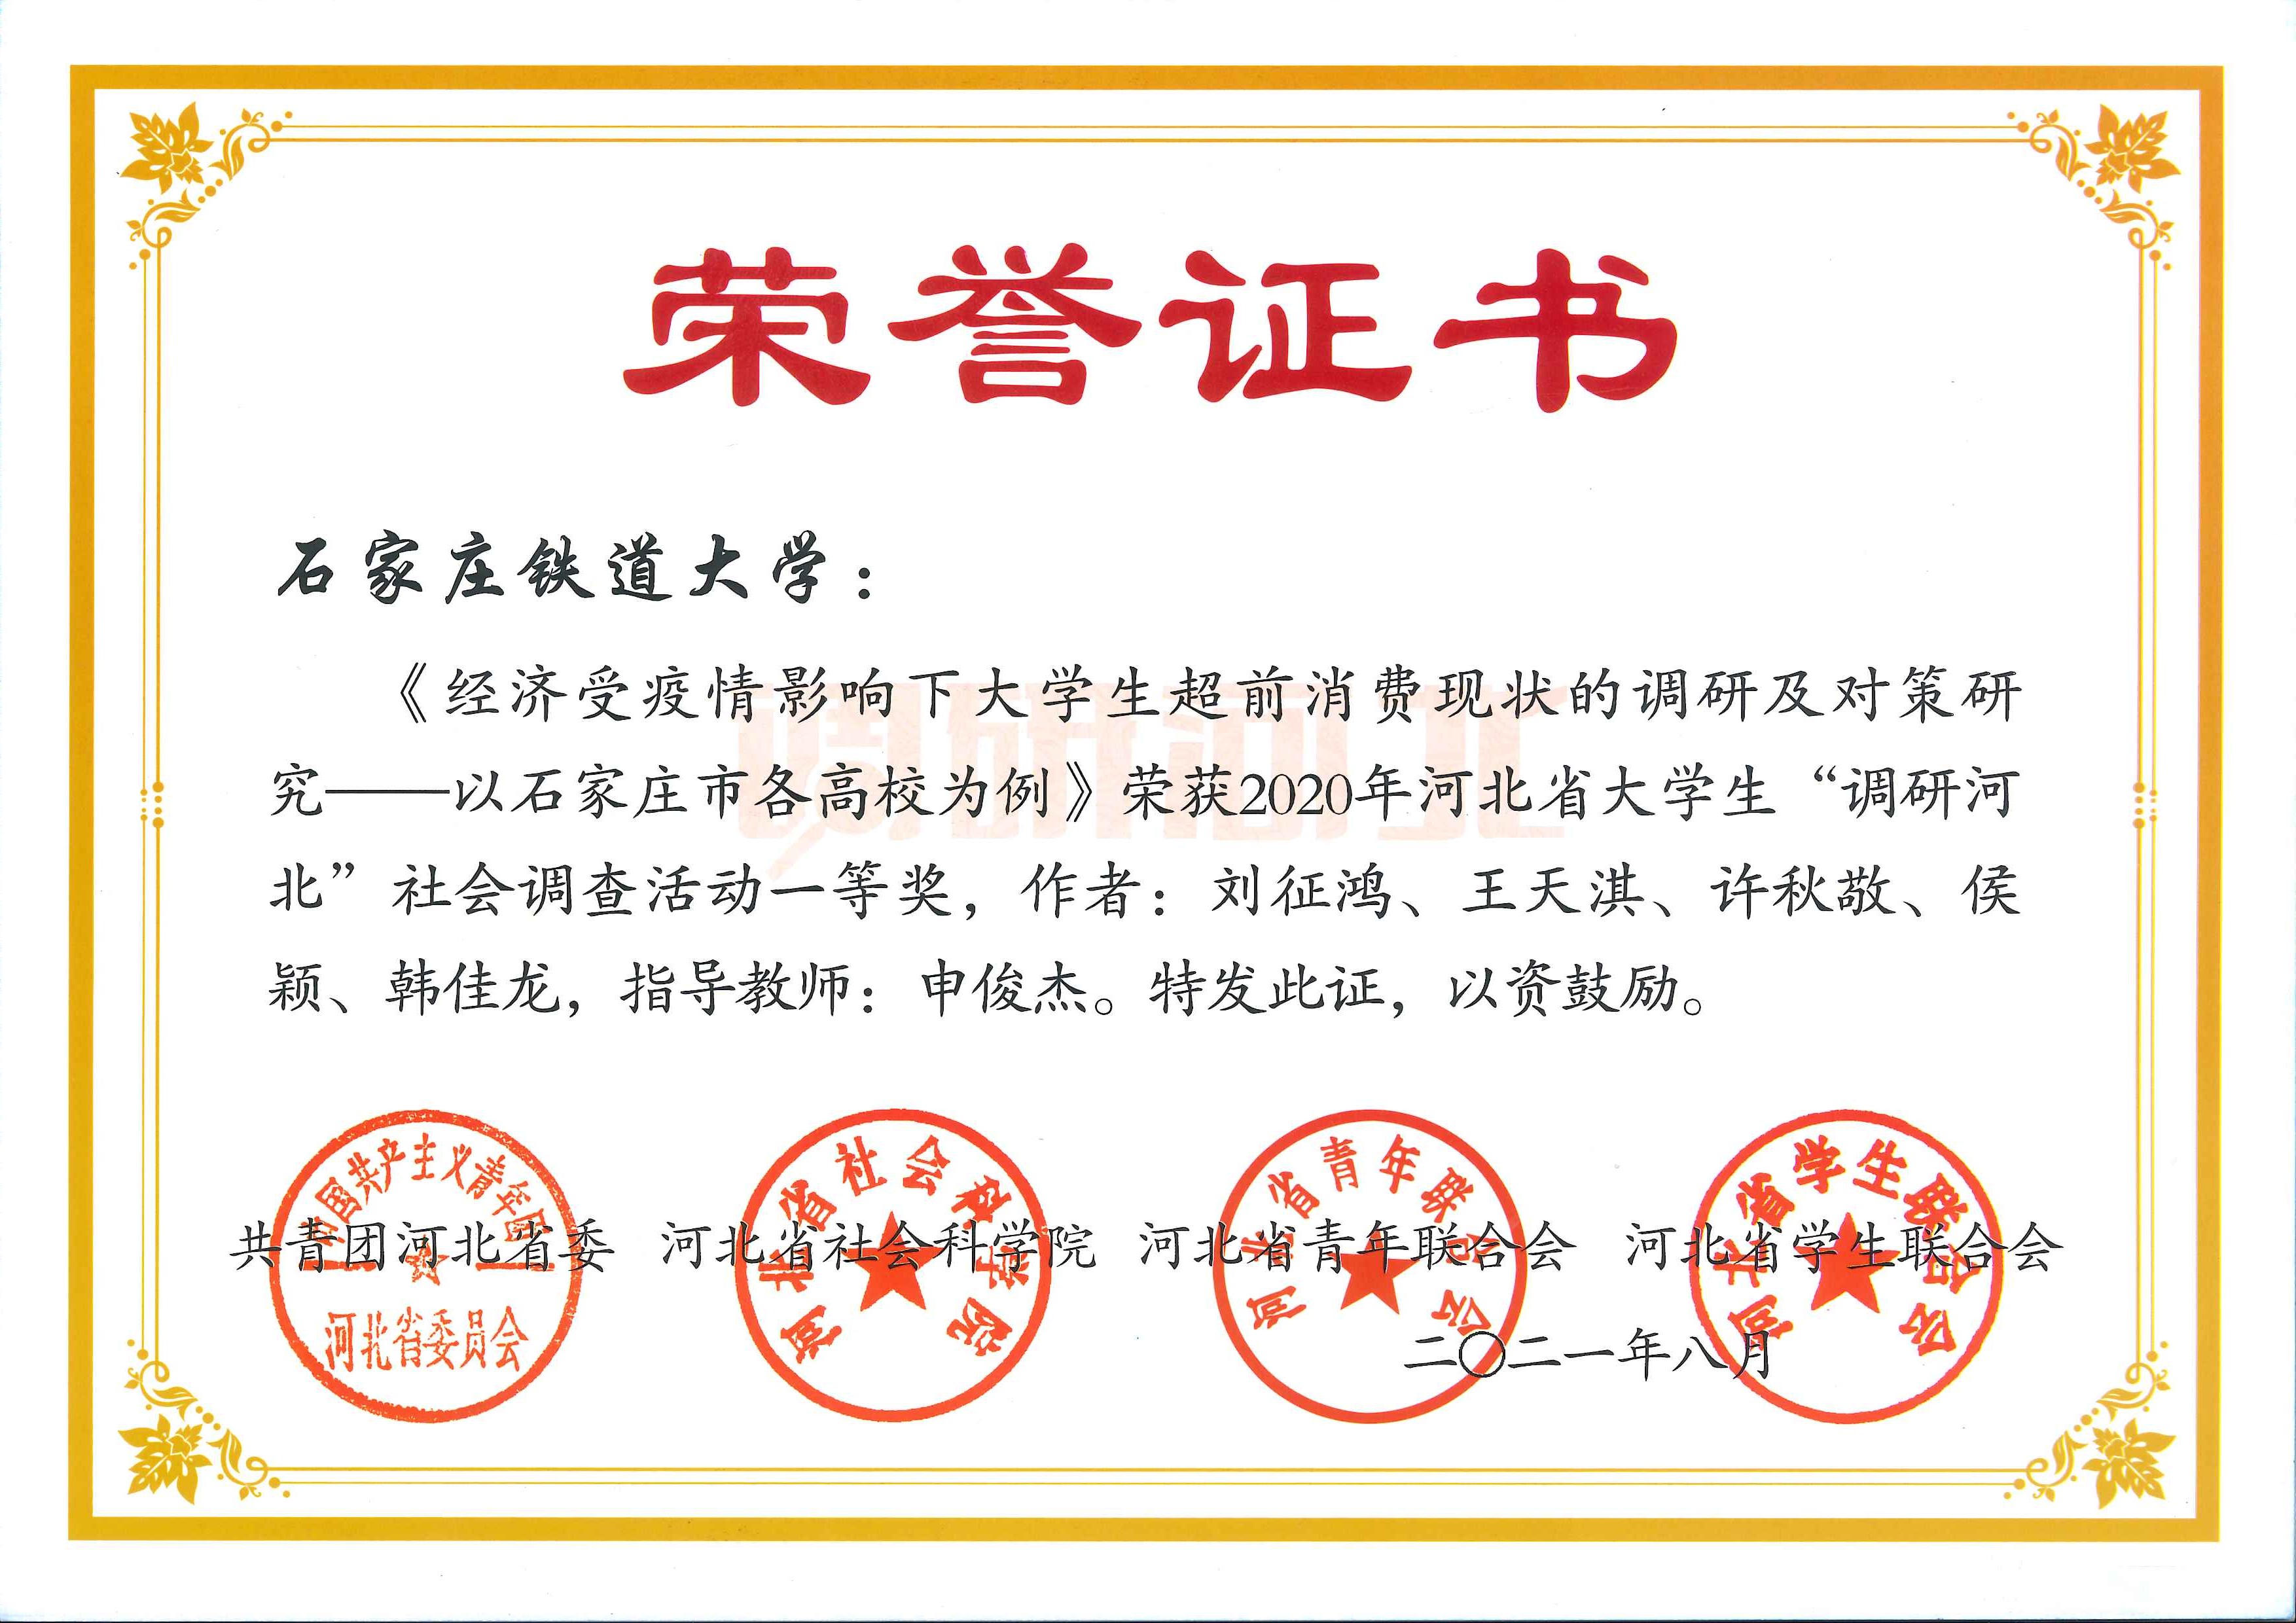 荣誉证书
石家庄铁道大学：
《经济受疫情影响下大学生超前消费现状的调研及对策研
究——以石家庄市各高校为例》荣获2020年河北省大学生“调研河
北”社会调查活动一等奖，作者：刘征鸿、王天淇、许秋敬、侯
颖、韩佳龙，指导教师：申俊杰。特发此证，以资鼓励。
调研河北
中国共产主义青年团
河北省委员会
河北省社会科学院
河北省青年联合会
河北省学生联合会
共青团河北省委 河北省社会科学院 河北省青年联合会 河北省学生联合会
二〇二一年八月